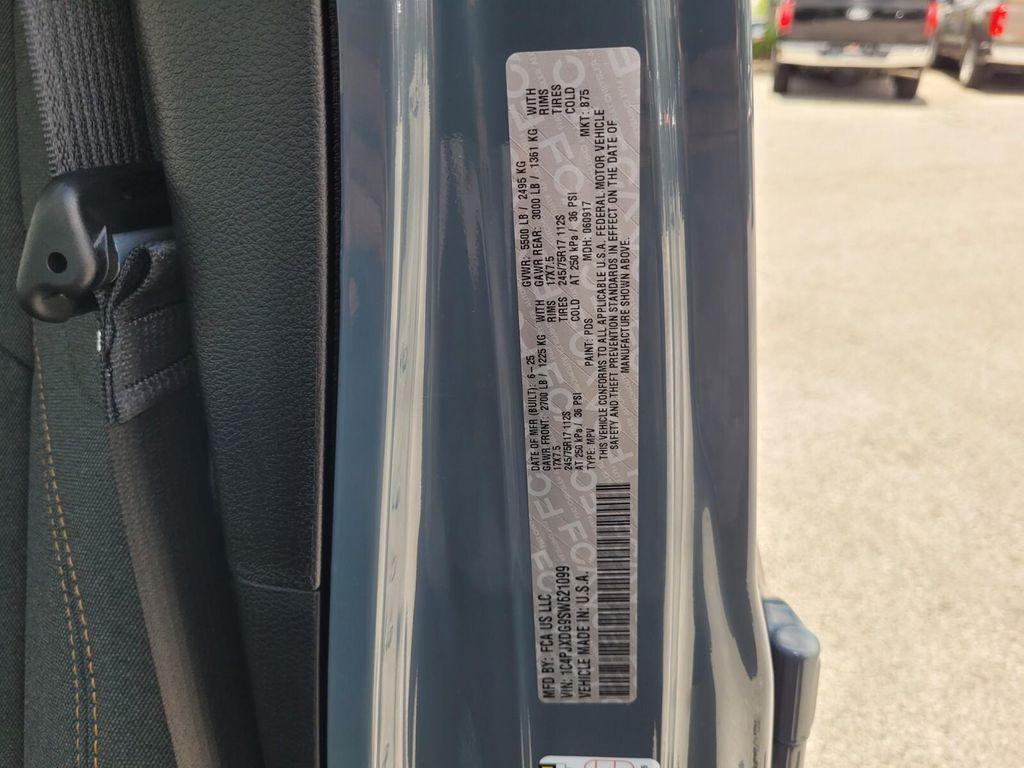 MFD BY: FCA US LLC
DATE OF MFR (BUILT): 6-25
GVWR: 5500 LB / 2495 KG
GAWR FRONT: 2700 LB / 1225 KG WITH
GAWR REAR: 3000 LB / 1361 KG WITH
17X7.5 RIMS
17X7.5 RIMS
245/75R17 112S TIRES
245/75R17 112S TIRES
AT 250 kPa / 36 PSI COLD
AT 250 kPa / 36 PSI COLD
VIN: 1C4PJXDG9SW621099
TYPE: MPV
PAINT: PDS
MDH: 060917
MKT: 875
VEHICLE MADE IN: U.S.A.
THIS VEHICLE CONFORMS TO ALL APPLICABLE U.S.A. FEDERAL MOTOR VEHICLE
SAFETY AND THEFT PREVENTION STANDARDS IN EFFECT ON THE DATE OF
MANUFACTURE SHOWN ABOVE.